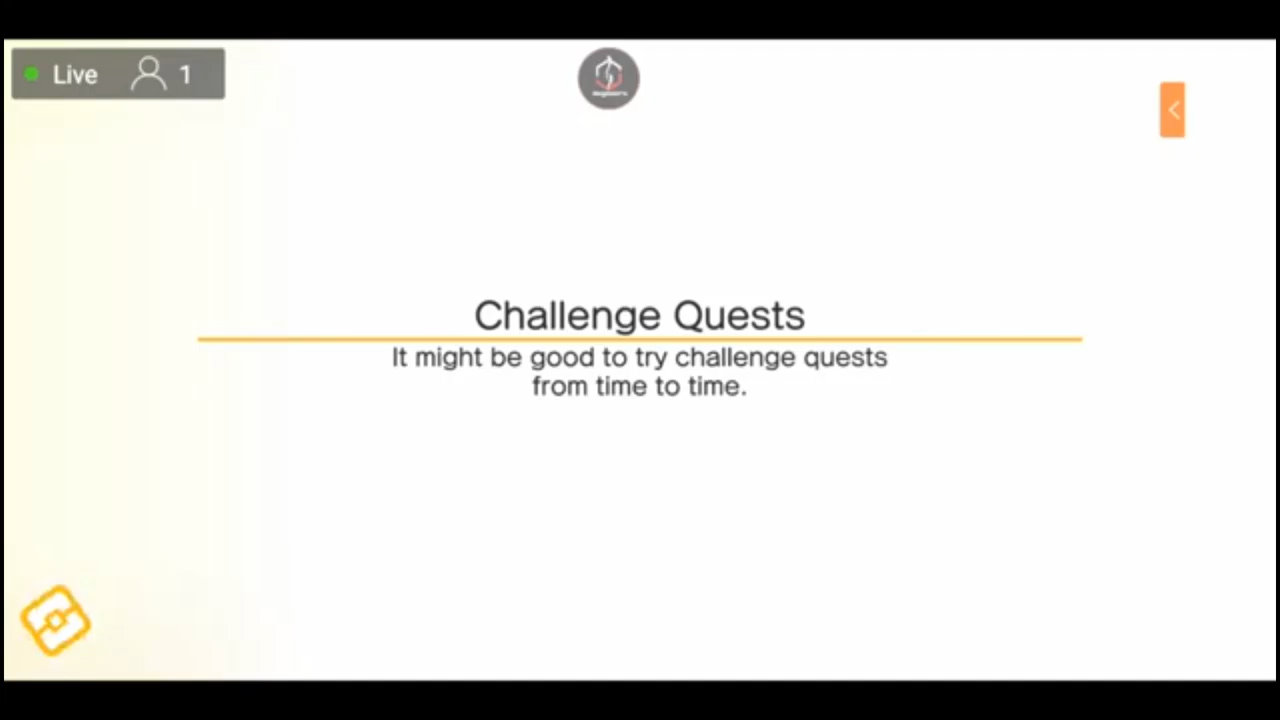 Live 1
Challenge Quests
It might be good to try challenge quests
from time to time.